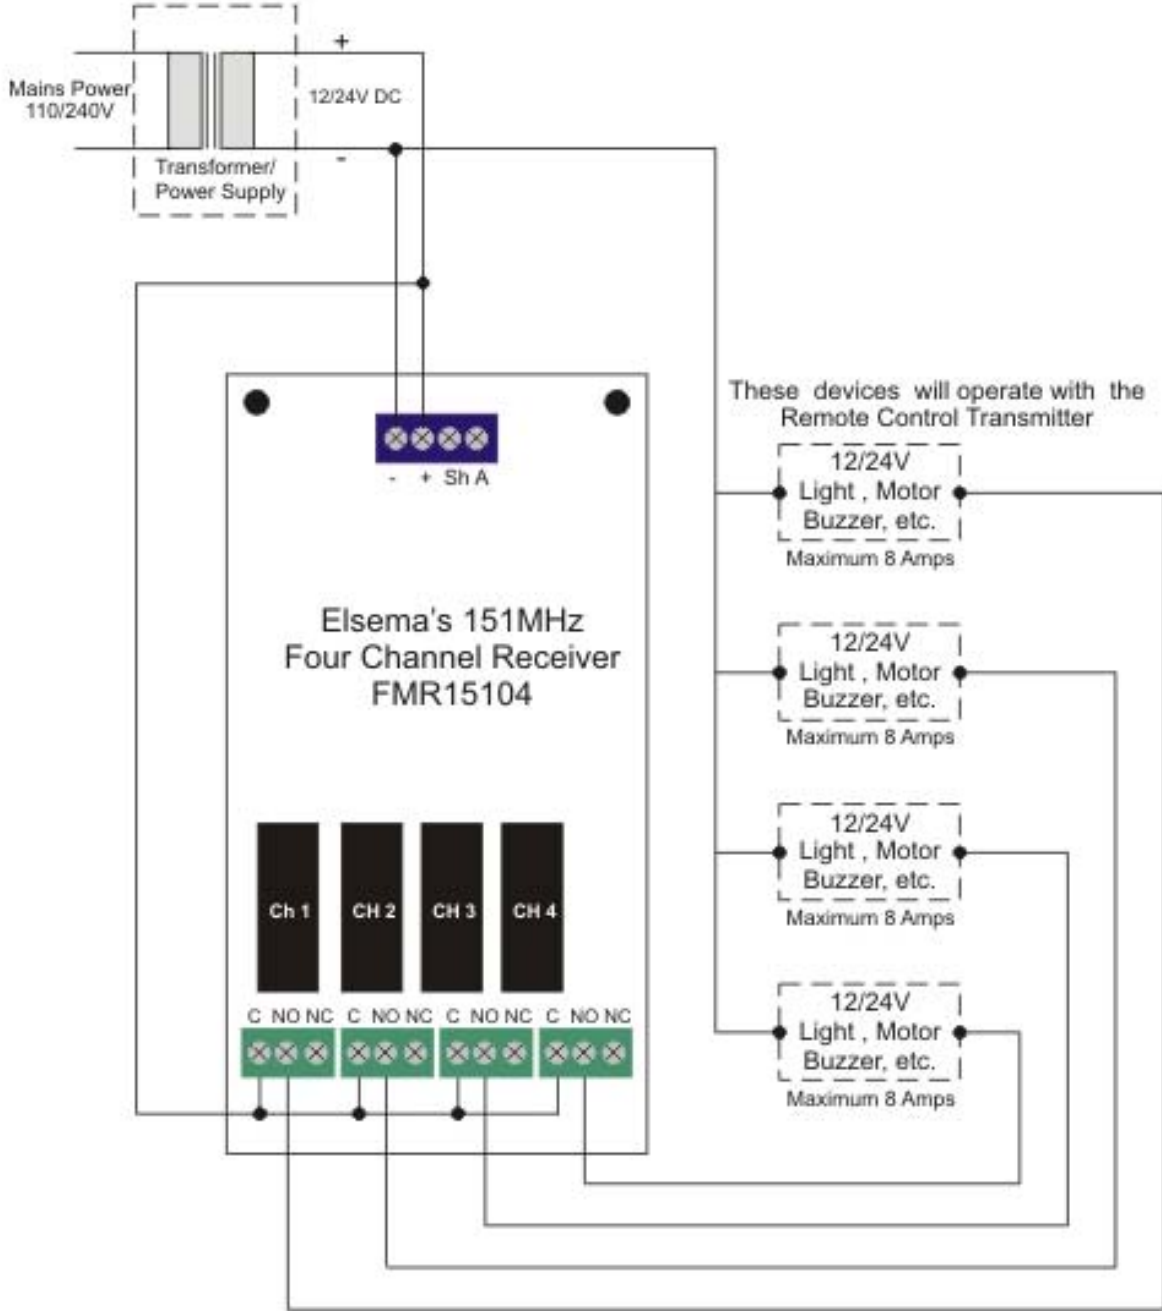 +
Mains Power
110/240V
12/24V DC
-
Transformer/
Power Supply
These devices will operate with the
Remote Control Transmitter
12/24V
Light , Motor
Buzzer, etc.
Maximum 8 Amps
- + Sh A
Elsema's 151MHz
Four Channel Receiver
FMR15104
12/24V
Light , Motor
Buzzer, etc.
Maximum 8 Amps
12/24V
Light , Motor
Buzzer, etc.
Maximum 8 Amps
Ch 1 CH 2 CH 3 CH 4
C NO NC C NO NC C NO NC C NO NC
12/24V
Light , Motor
Buzzer, etc.
Maximum 8 Amps